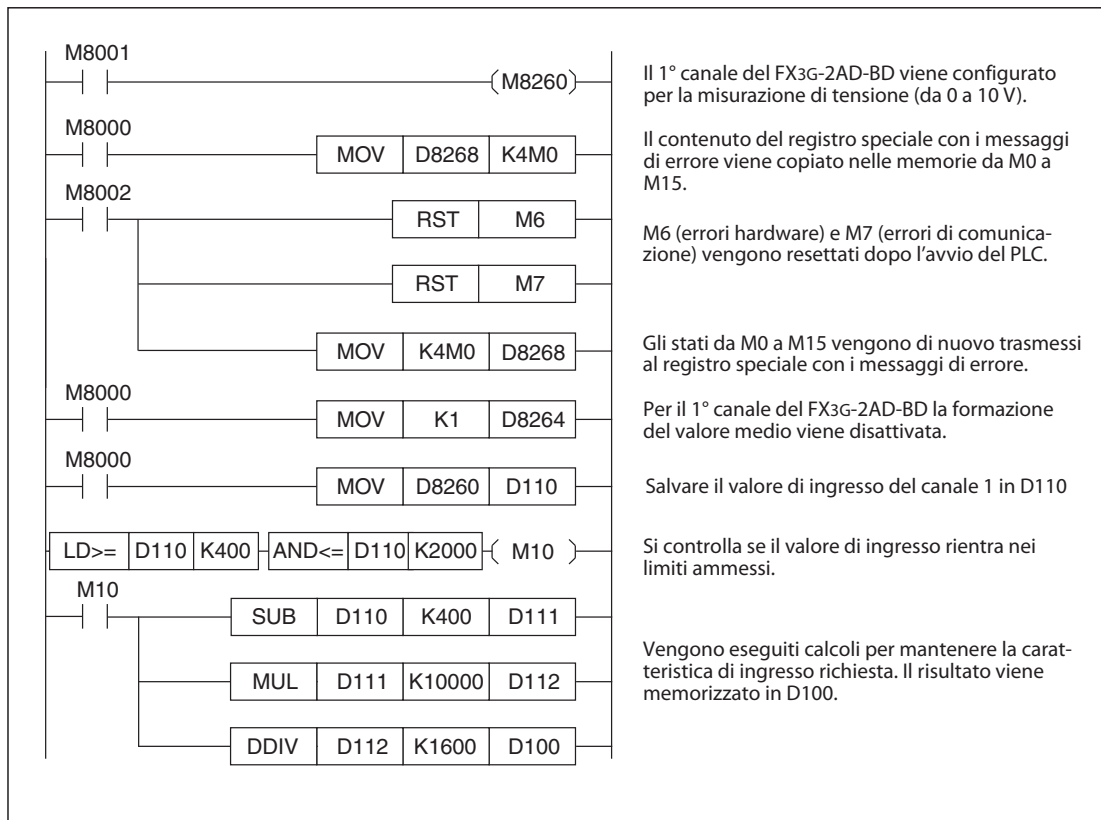 M8001
M8260
Il 1° canale del FX3G-2AD-BD viene configurato
per la misurazione di tensione (da 0 a 10 V).
M8000
MOV D8268 K4M0
Il contenuto del registro speciale con i messaggi
di errore viene copiato nelle memorie da M0 a
M15.
M8002
RST M6
RST M7
M6 (errori hardware) e M7 (errori di comunica-
zione) vengono resettati dopo l'avvio del PLC.
MOV K4M0 D8268
Gli stati da M0 a M15 vengono di nuovo trasmessi
al registro speciale con i messaggi di errore.
M8000
MOV K1 D8264
Per il 1° canale del FX3G-2AD-BD la formazione
del valore medio viene disattivata.
M8000
MOV D8260 D110
Salvare il valore di ingresso del canale 1 in D110
LD>= D110 K400 AND<= D110 K2000 M10
Si controlla se il valore di ingresso rientra nei
limiti ammessi.
M10
SUB D110 K400 D111
MUL D111 K10000 D112
DDIV D112 K1600 D100
Vengono eseguiti calcoli per mantenere la carat-
teristica di ingresso richiesta. Il risultato viene
memorizzato in D100.